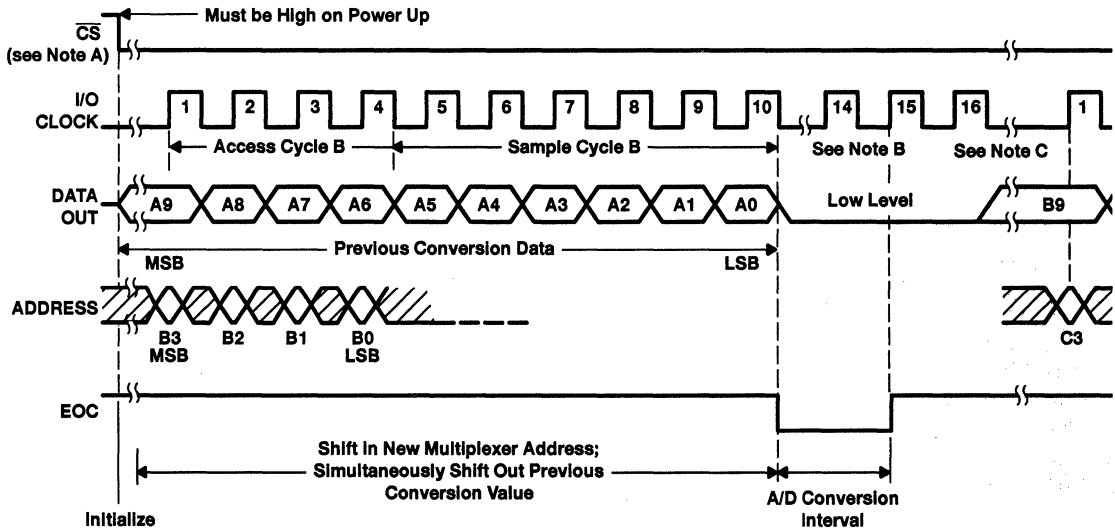 Must be High on Power Up
CS
(see Note A)
I/O
CLOCK
1 2 3 4 5 6 7 8 9 10 14 15 16 1
Access Cycle B
Sample Cycle B
See Note B
See Note C
DATA
OUT
A9 A8 A7 A6 A5 A4 A3 A2 A1 A0
Low Level
B9
Previous Conversion Data
MSB
LSB
ADDRESS
B3
MSB
B2
B1
B0
LSB
C3
EOC
Shift in New Multiplexer Address;
Simultaneously Shift Out Previous
Conversion Value
A/D Conversion
Interval
Initialize